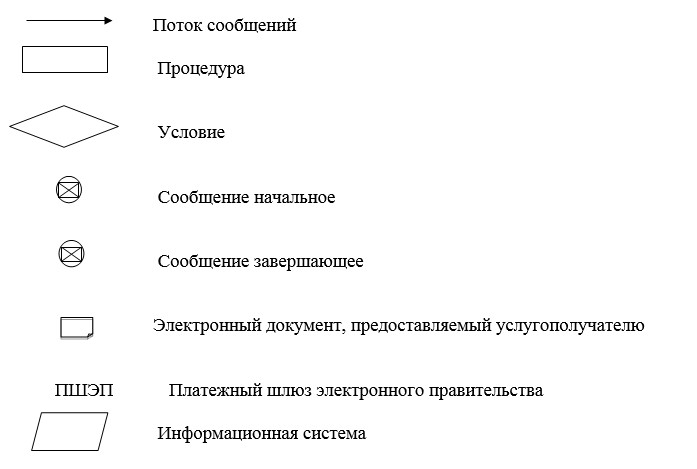 Поток сообщений
Процедура
Условие
Сообщение начальное
Сообщение завершающее
Электронный документ, предоставляемый услугополучателю
ПШЭП Платежный шлюз электронного правительства
Информационная система